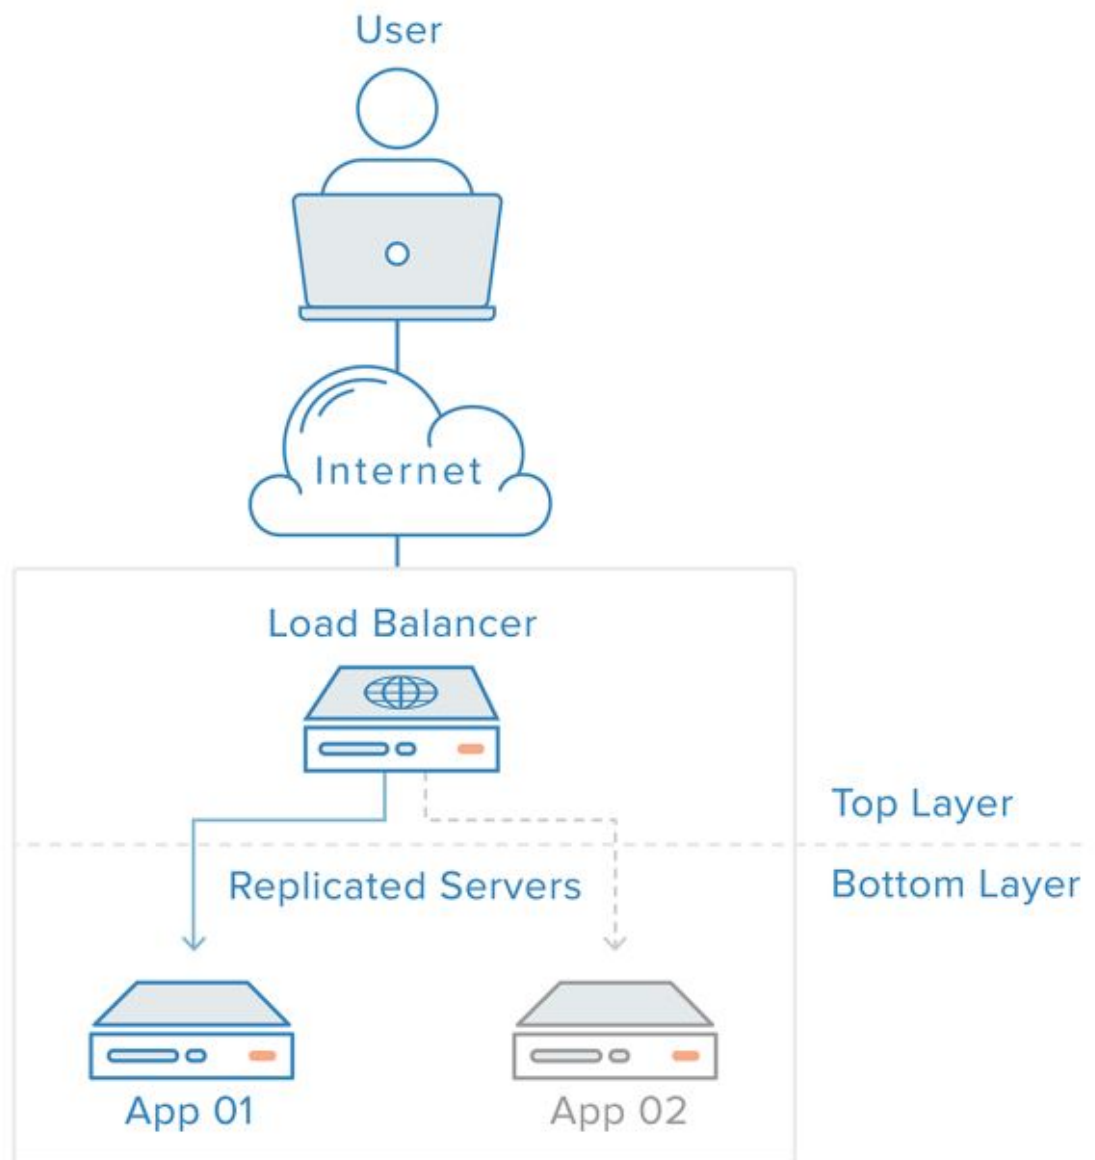 User
Internet
Load Balancer
Top Layer
Replicated Servers
Bottom Layer
App 01
App 02